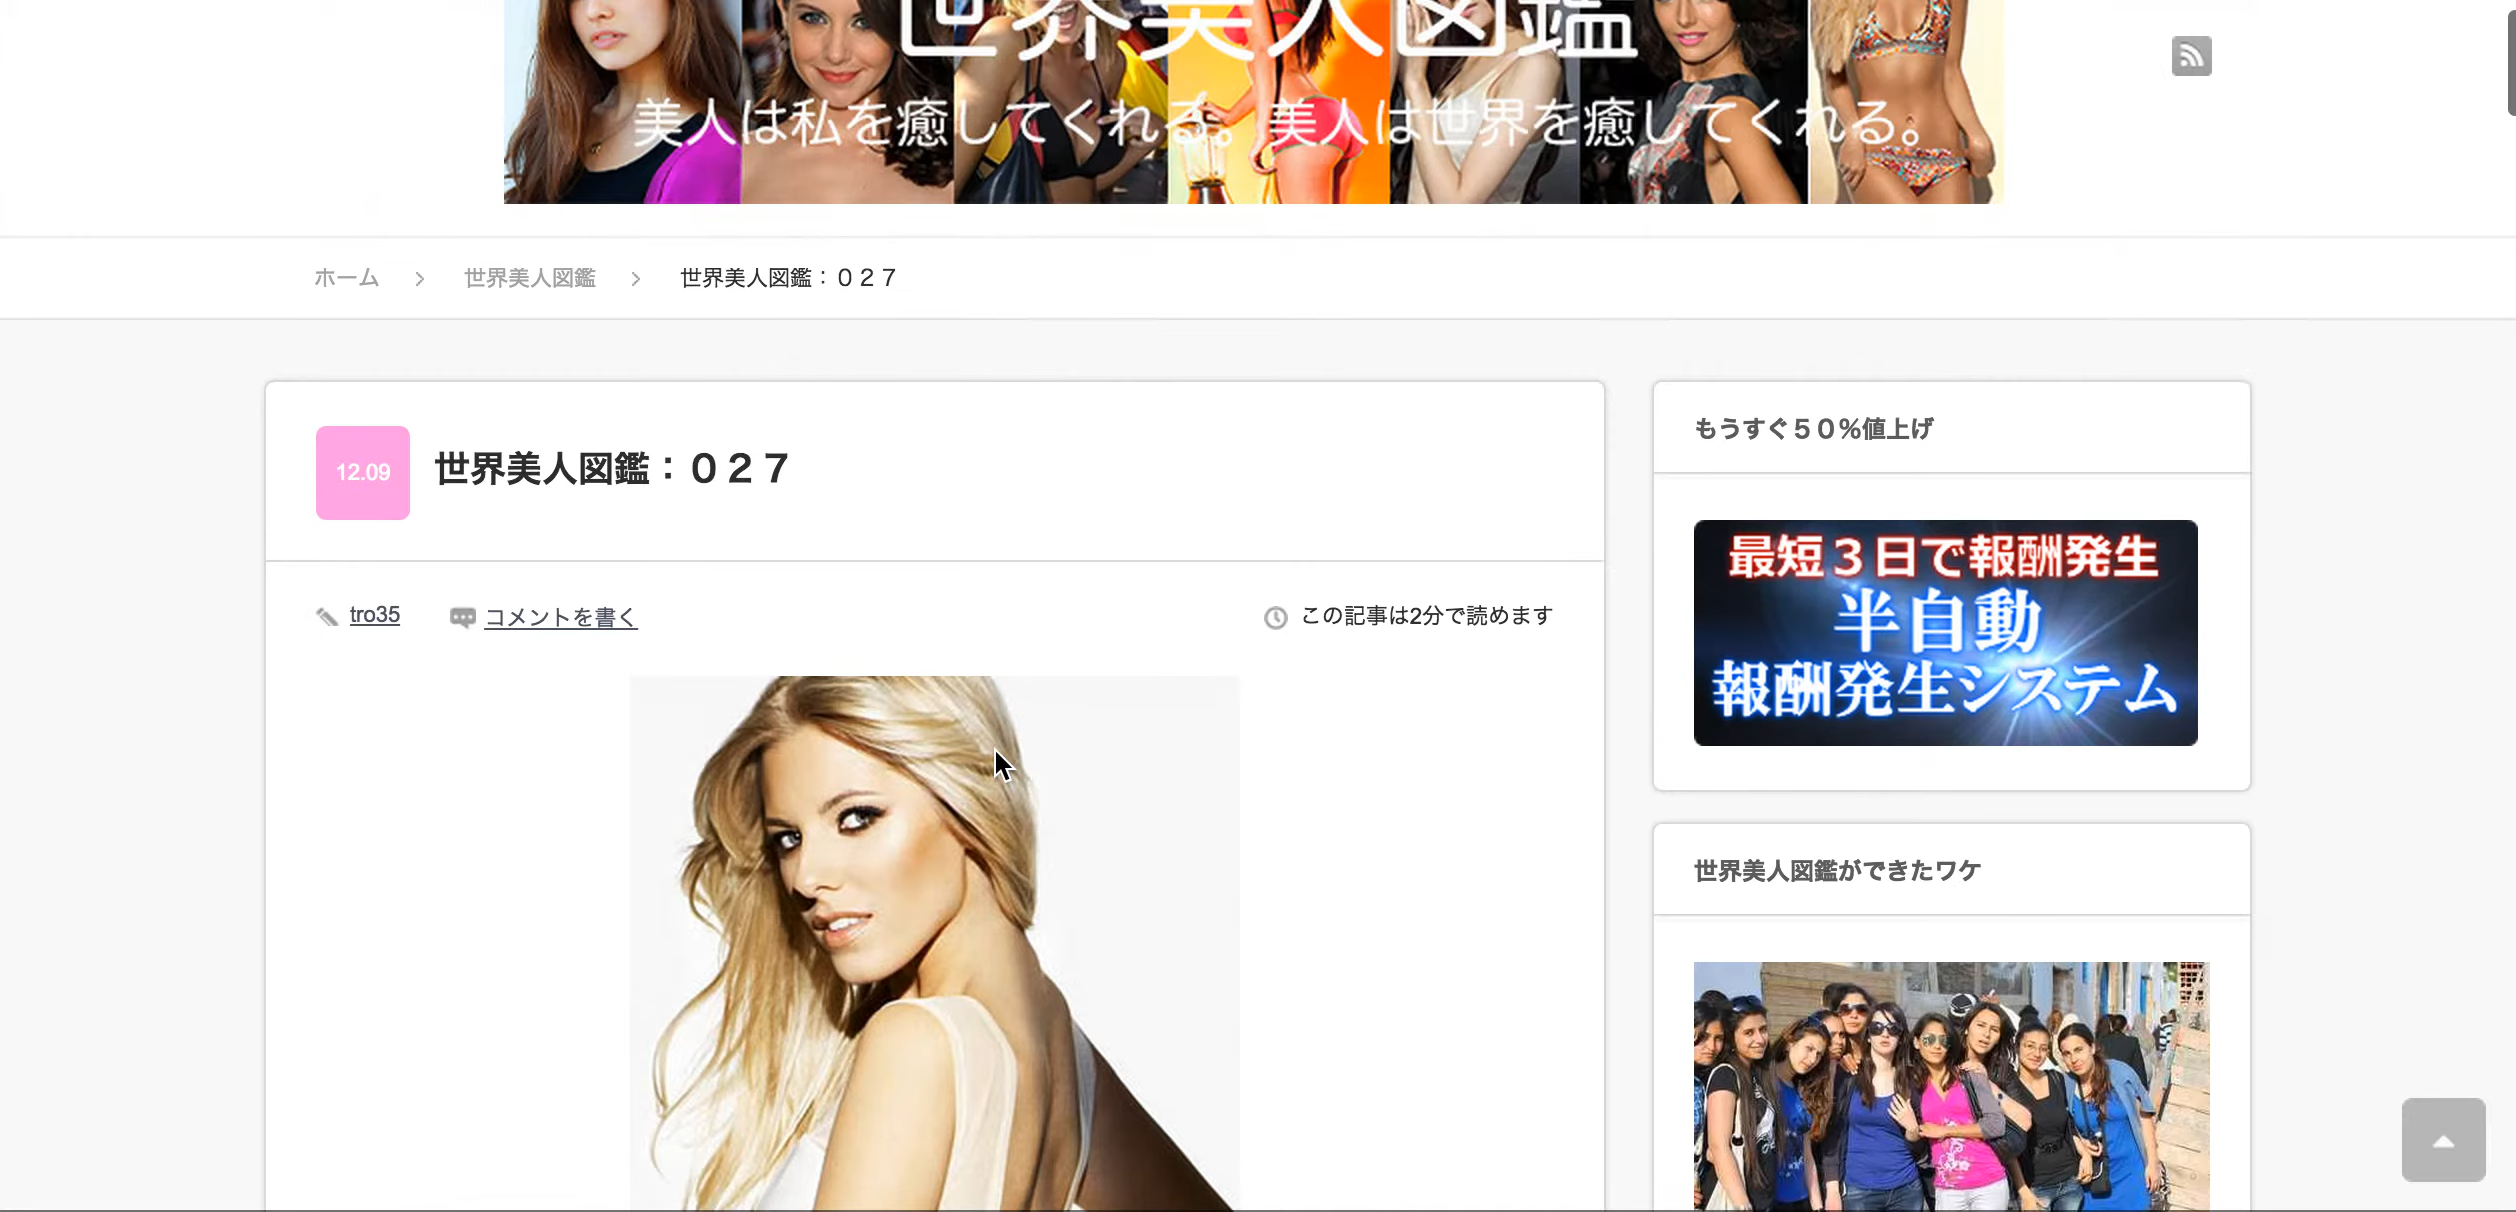 世界美人図鑑
美人は私を癒してくれる。美人は世界を癒してくれる。
ホーム > 世界美人図鑑 > 世界美人図鑑：０２７
12.09
世界美人図鑑：０２７
tro35
コメントを書く
この記事は2分で読めます
もうすぐ５０％値上げ
最短３日で報酬発生
半自動
報酬発生システム
世界美人図鑑ができたワケ